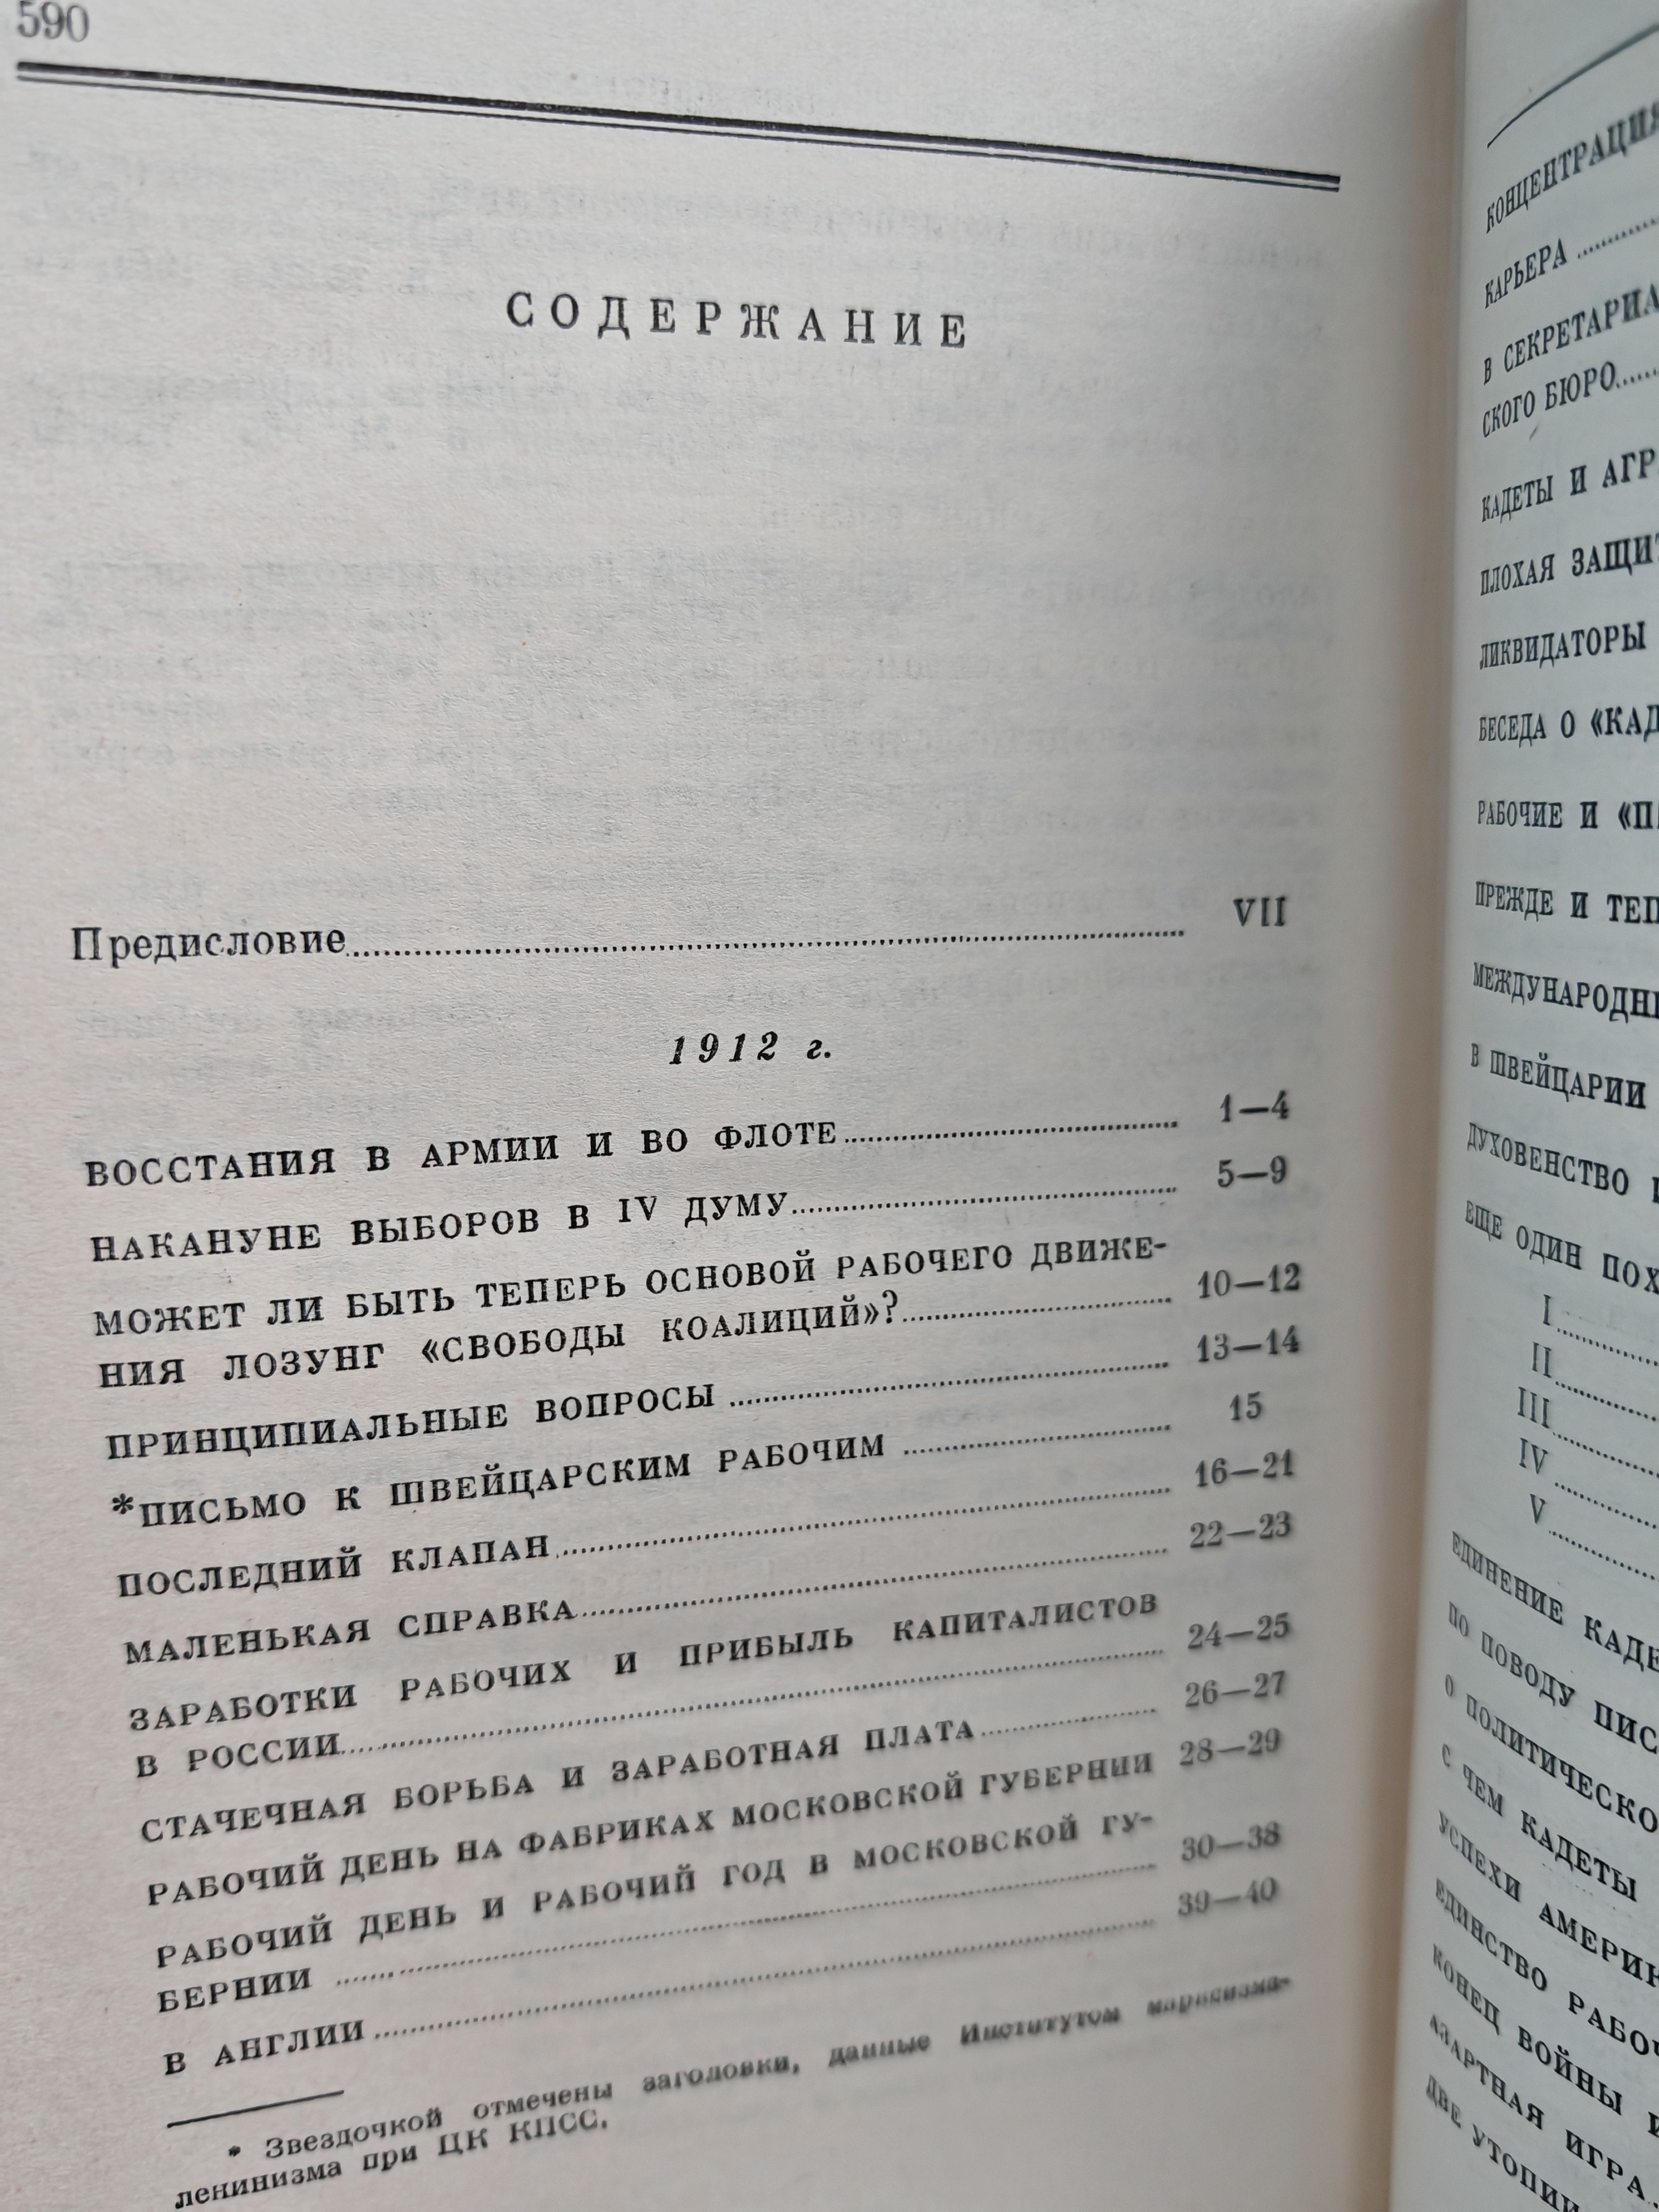 590
СОДЕРЖАНИЕ
Предисловие VII
1912 г.
ВОССТАНИЯ В АРМИИ И ВО ФЛОТЕ 1—4
НАКАНУНЕ ВЫБОРОВ В IV ДУМУ 5—9
МОЖЕТ ЛИ БЫТЬ ТЕПЕРЬ ОСНОВОЙ РАБОЧЕГО ДВИЖЕ-
НИЯ ЛОЗУНГ «СВОБОДЫ КОАЛИЦИЙ»? 10—12
ПРИНЦИПИАЛЬНЫЕ ВОПРОСЫ 13—14
*ПИСЬМО К ШВЕЙЦАРСКИМ РАБОЧИМ 15
ПОСЛЕДНИЙ КЛАПАН 16—21
МАЛЕНЬКАЯ СПРАВКА 22—23
ЗАРАБОТКИ РАБОЧИХ И ПРИБЫЛЬ КАПИТАЛИСТОВ
В РОССИИ 24—25
СТАЧЕЧНАЯ БОРЬБА И ЗАРАБОТНАЯ ПЛАТА 26—27
РАБОЧИЙ ДЕНЬ НА ФАБРИКАХ МОСКОВСКОЙ ГУБЕРНИИ 28—29
РАБОЧИЙ ДЕНЬ И РАБОЧИЙ ГОД В МОСКОВСКОЙ ГУ-
БЕРНИИ 30—38
В АНГЛИИ 39—40
* Звездочкой отмечены заголовки, данные Институтом марксизма-
ленинизма при ЦК КПСС.
КОНЦЕНТРАЦИЯ
КАРЬЕРА
В СЕКРЕТАРИА
СКОГО БЮРО
КАДЕТЫ И АГР
ПЛОХАЯ ЗАЩИТ
ЛИКВИДАТОРЫ
БЕСЕДА О «КАД
РАБОЧИЕ И «П
ПРЕЖДЕ И ТЕП
МЕЖДУНАРОДН
В ШВЕЙЦАРИИ
ДУХОВЕНСТВО
ЕЩЕ ОДИН ПОХ
I
II
III
IV
V
ЕДИНЕНИЕ КАДЕ
ПО ПОВОДУ ПИС
О ПОЛИТИЧЕСКО
С ЧЕМ КАДЕТЫ
УСПЕХИ АМЕРИК
ЕДИНСТВО РАБОЧ
КОНЕЦ ВОЙНЫ И
АЗАРТНАЯ ИГРА
ДВЕ УТОПИИ